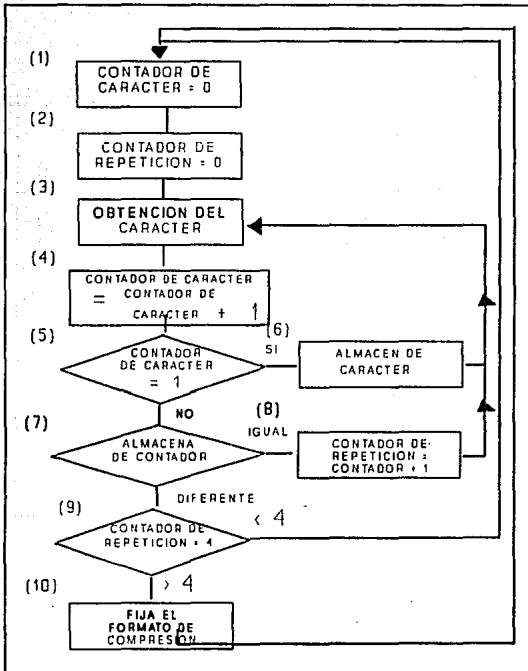 (1)
CONTADOR DE
CARACTER = 0
(2)
CONTADOR DE
REPETICION = 0
(3)
OBTENCION DEL
CARACTER
(4)
CONTADOR DE CARACTER
= CONTADOR DE
CARACTER + 1
(5)
CONTADOR
DE CARACTER
= 1
(6)
SI
ALMACEN DE
CARACTER
NO
(7)
ALMACENA
DE CONTADOR
(8)
IGUAL
CONTADOR DE
REPETICION =
CONTADOR + 1
DIFERENTE
(9)
CONTADOR DE
REPETICION = 4
< 4
> 4
(10)
FIJA EL
FORMATO DE
COMPRESION